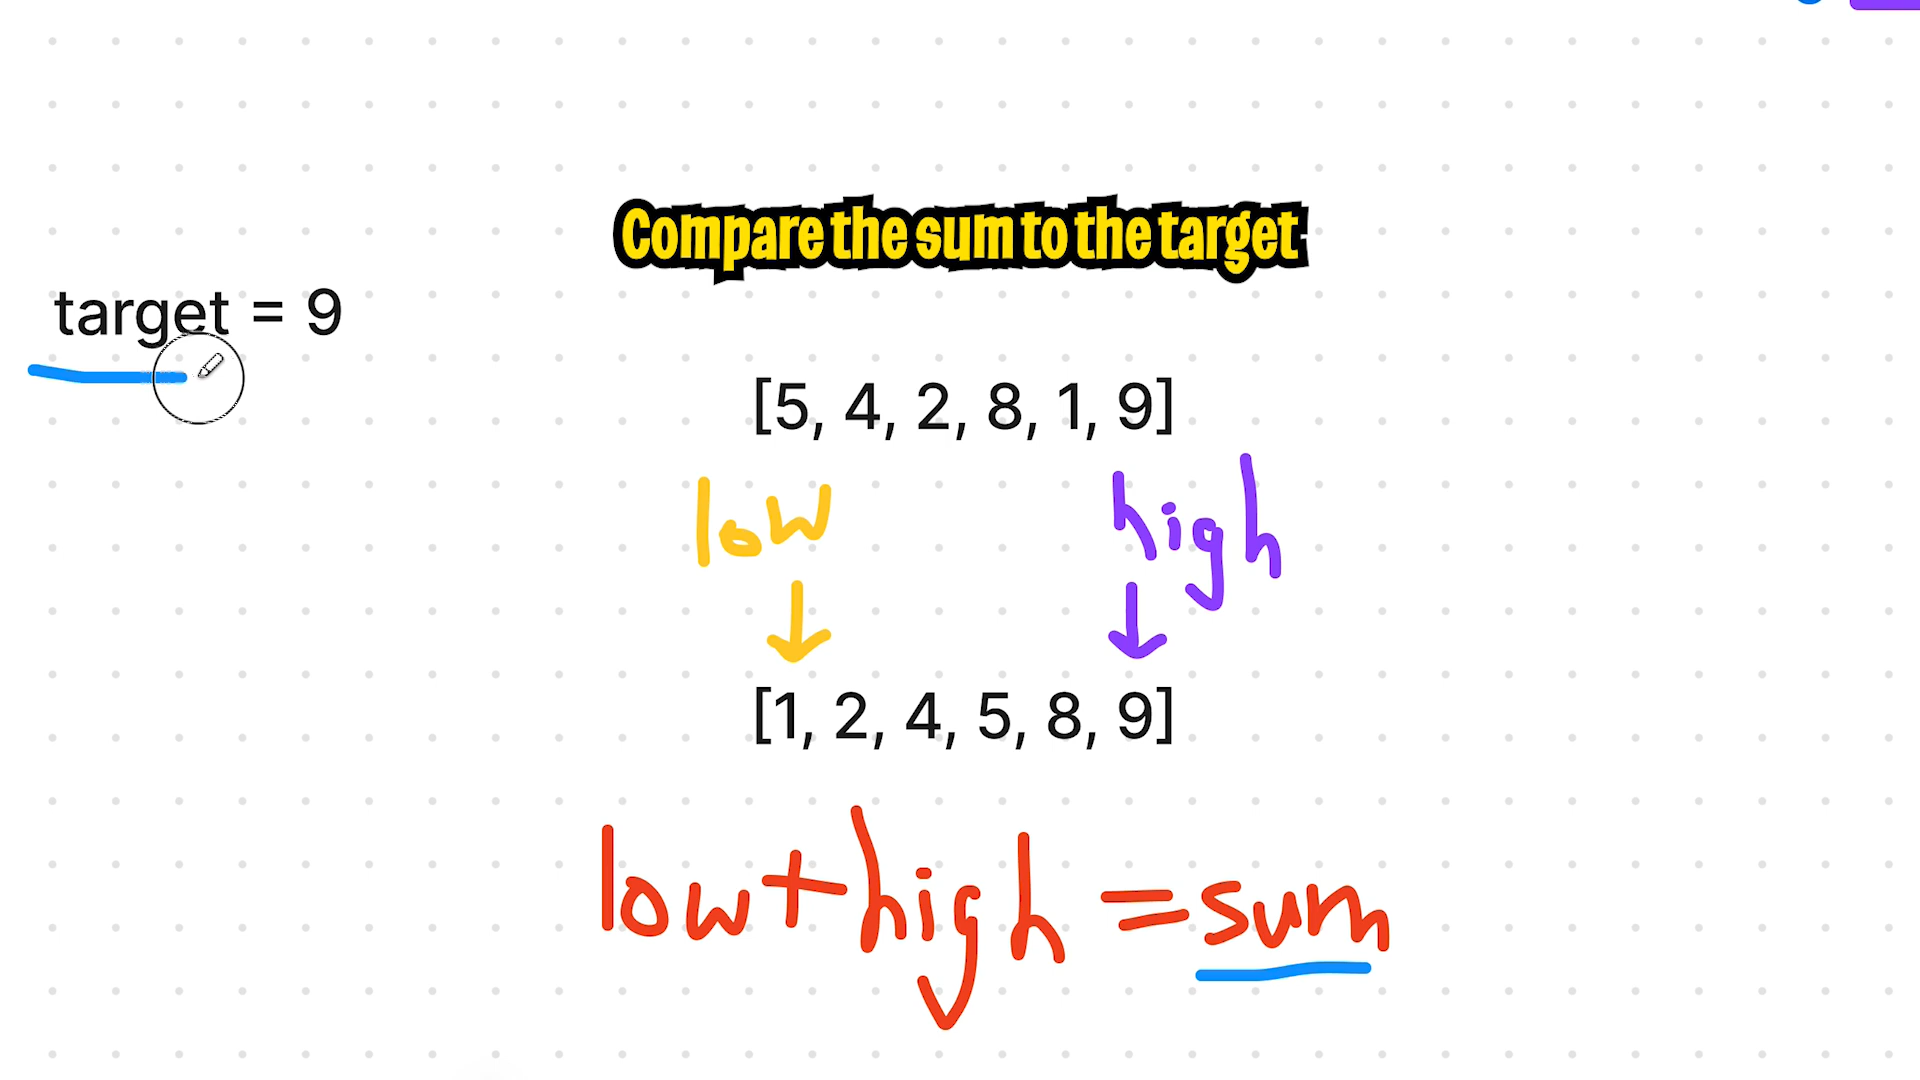 Compare the sum to the target
target = 9
[5, 4, 2, 8, 1, 9]
low high
[1, 2, 4, 5, 8, 9]
low+high =sum